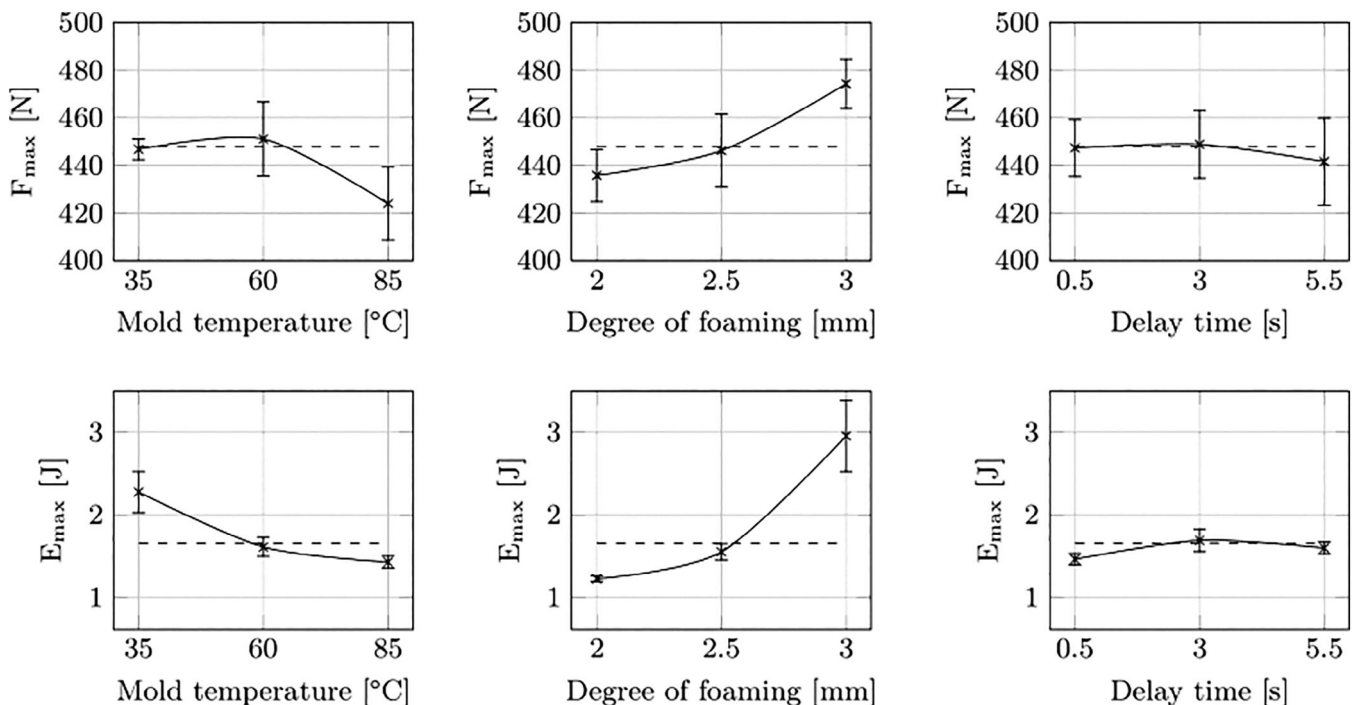 500
480
460
440
420
400
F_max [N]
35 60 85
Mold temperature [°C]
500
480
460
440
420
400
F_max [N]
2 2.5 3
Degree of foaming [mm]
500
480
460
440
420
400
F_max [N]
0.5 3 5.5
Delay time [s]
3
2
1
E_max [J]
35 60 85
Mold temperature [°C]
3
2
1
E_max [J]
2 2.5 3
Degree of foaming [mm]
3
2
1
E_max [J]
0.5 3 5.5
Delay time [s]